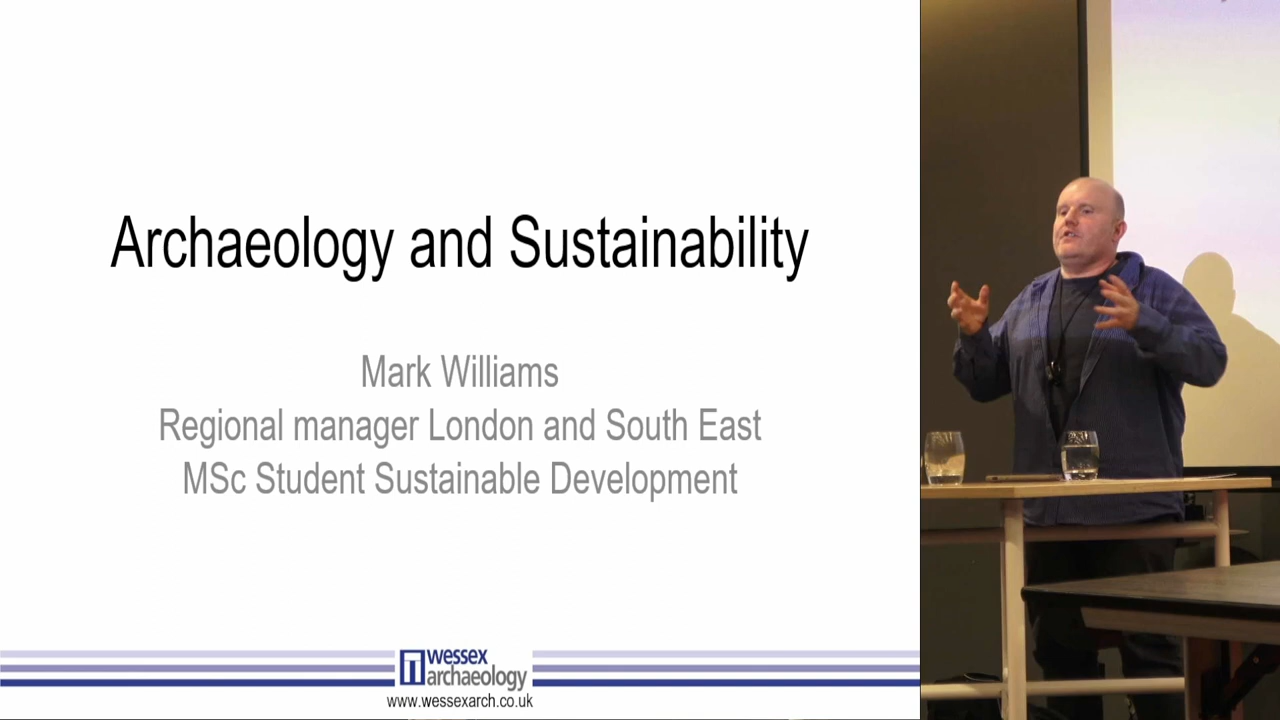 Archaeology and Sustainability
Mark Williams
Regional manager London and South East
MSc Student Sustainable Development
wessex
archaeology
www.wessexarch.co.uk